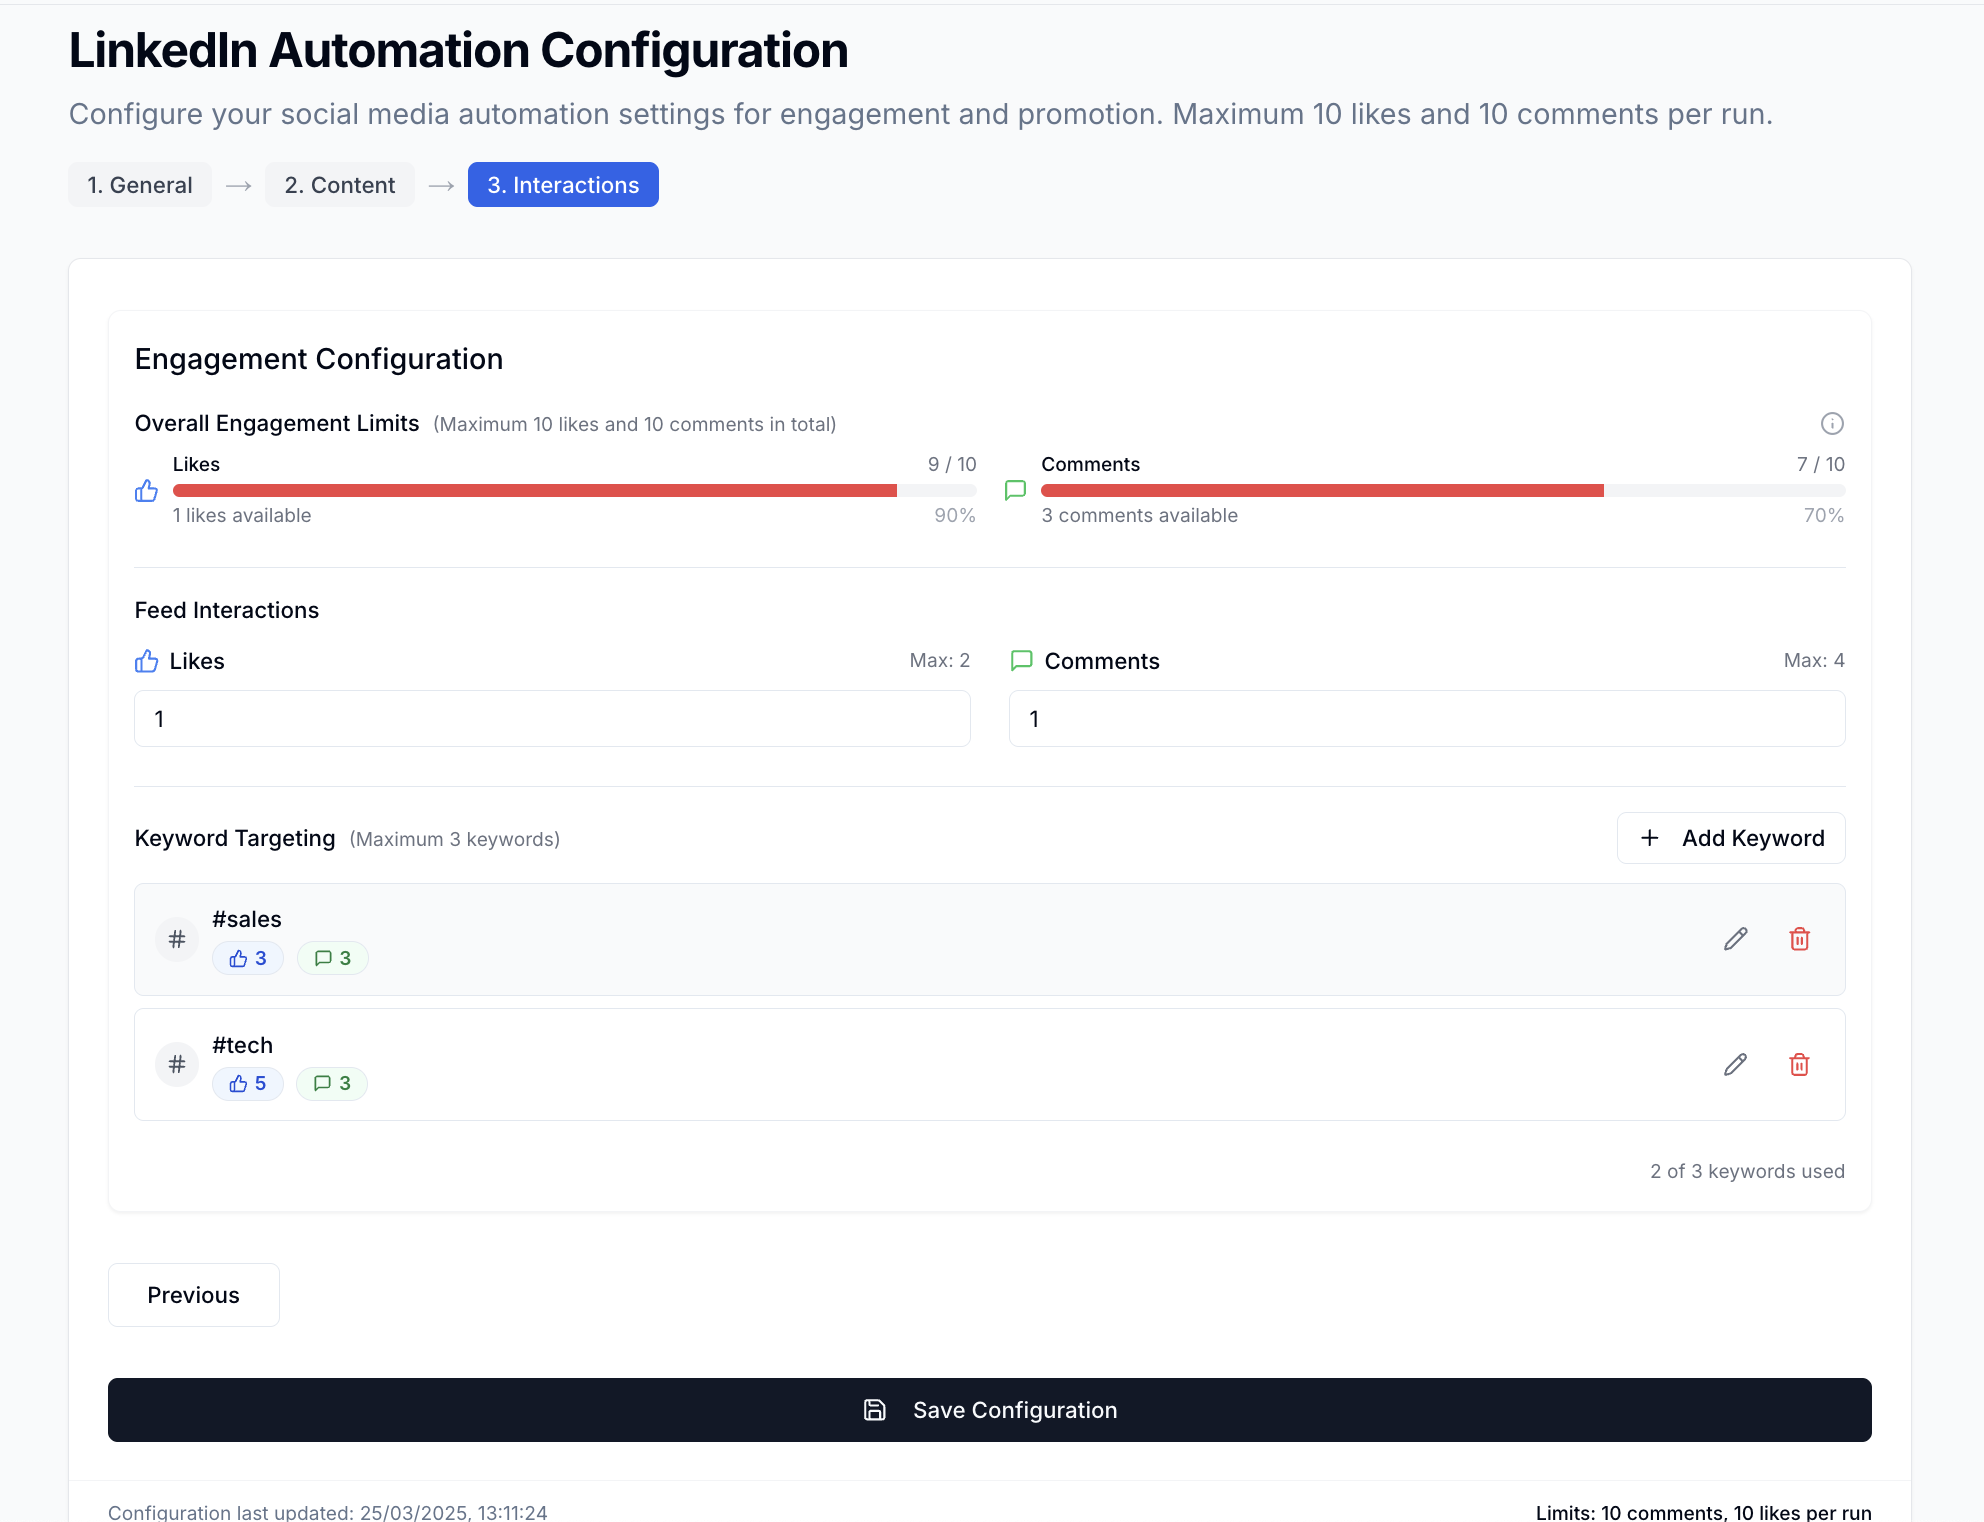 LinkedIn Automation Configuration
Configure your social media automation settings for engagement and promotion. Maximum 10 likes and 10 comments per run.
1. General → 2. Content → 3. Interactions
Engagement Configuration
Overall Engagement Limits (Maximum 10 likes and 10 comments in total)
Likes 9 / 10
1 likes available 90%
Comments 7 / 10
3 comments available 70%
Feed Interactions
Likes Max: 2
1
Comments Max: 4
1
Keyword Targeting (Maximum 3 keywords)
+ Add Keyword
# #sales
3 3
# #tech
5 3
2 of 3 keywords used
Previous
Save Configuration
Configuration last updated: 25/03/2025, 13:11:24
Limits: 10 comments, 10 likes per run